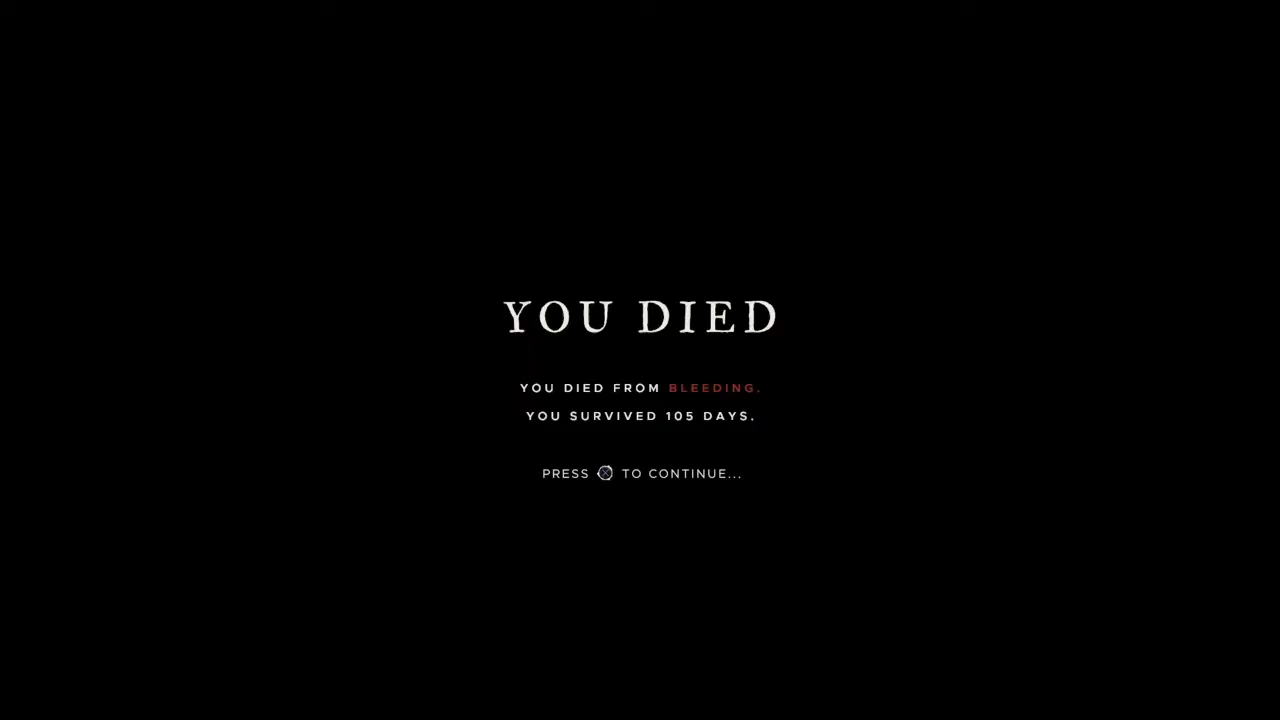 YOU DIED
YOU DIED FROM BLEEDING.
YOU SURVIVED 105 DAYS.
PRESS ⓧ TO CONTINUE...